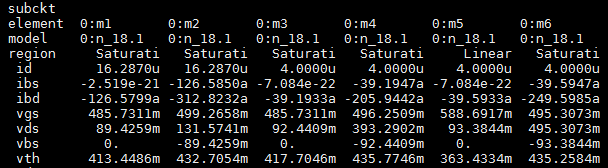 subckt
element 0:m1 0:m2 0:m3 0:m4 0:m5 0:m6
model 0:n_18.1 0:n_18.1 0:n_18.1 0:n_18.1 0:n_18.1 0:n_18.1
region Saturati Saturati Saturati Saturati Linear Saturati
id 16.2870u 16.2870u 4.0000u 4.0000u 4.0000u 4.0000u
ibs -2.519e-21 -126.5850a -7.084e-22 -39.1947a -7.084e-22 -39.5947a
ibd -126.5799a -312.8232a -39.1933a -205.9442a -39.5933a -249.5985a
vgs 485.7311m 499.2658m 485.7311m 496.2509m 588.6917m 495.3073m
vds 89.4259m 131.5741m 92.4409m 393.2902m 93.3844m 495.3073m
vbs 0. -89.4259m 0. -92.4409m 0. -93.3844m
vth 413.4486m 432.7054m 417.7046m 435.7746m 363.4334m 435.2584m